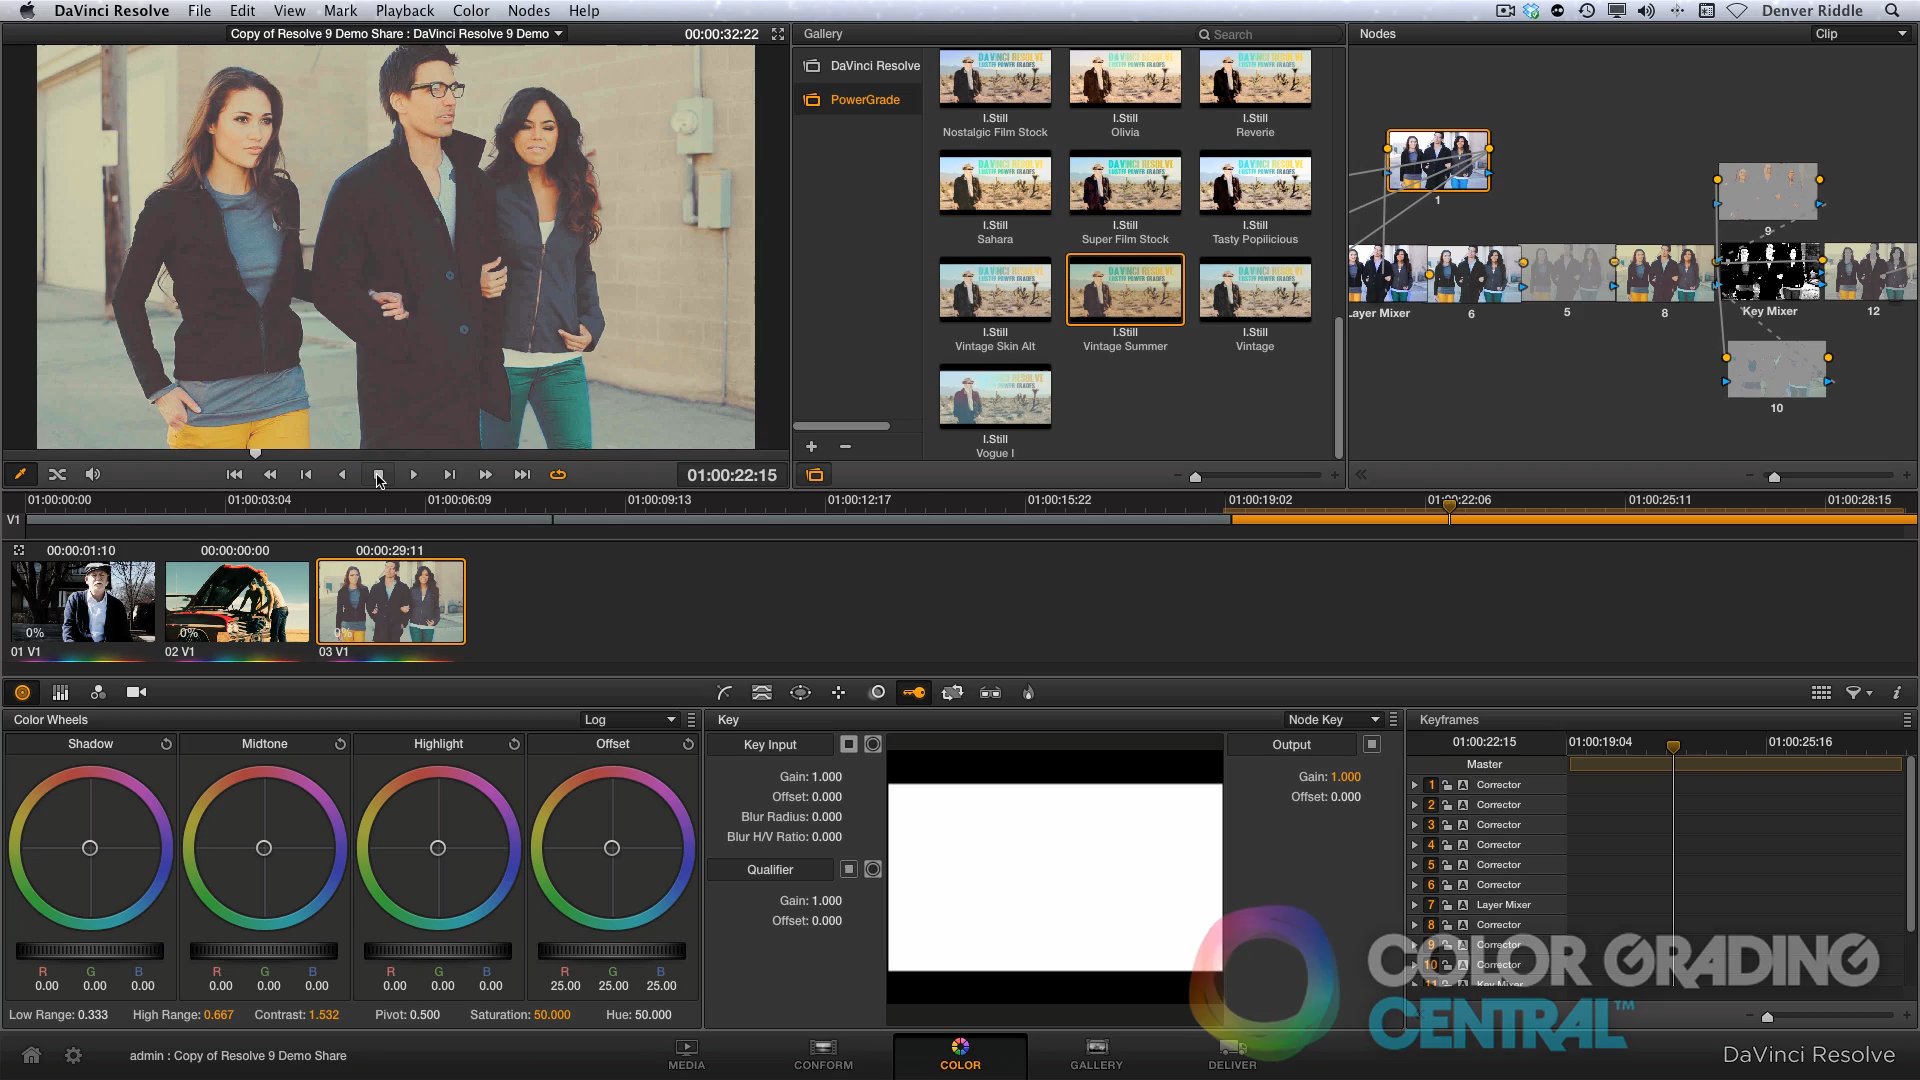 DaVinci Resolve File Edit View Mark Playback Color Nodes Help Denver Riddle
Copy of Resolve 9 Demo Share : DaVinci Resolve 9 Demo 00:00:32:22
Gallery Search
Nodes Clip
DaVinci Resolve
PowerGrade
I.Still I.Still I.Still
Nostalgic Film Stock Olivia Reverie
I.Still I.Still I.Still
Sahara Super Film Stock Tasty Popilicious
I.Still I.Still I.Still
Vintage Skin Alt Vintage Summer Vintage
I.Still
Vogue I
1
9
ayer Mixer 6 5 8 Key Mixer 12
10
01:00:22:15
01:00:00:00 01:00:03:04 01:00:06:09 01:00:09:13 01:00:12:17 01:00:15:22 01:00:19:02 01:00:22:06 01:00:25:11 01:00:28:15
V1
00:00:01:10 00:00:00:00 00:00:29:11
0% 0% 0%
01 V1 02 V1 03 V1
Color Wheels Log
Shadow Midtone Highlight Offset
R G B R G B R G B R G B
0.00 0.00 0.00 0.00 0.00 0.00 0.00 0.00 0.00 25.00 25.00 25.00
Low Range: 0.333 High Range: 0.667 Contrast: 1.532 Pivot: 0.500 Saturation: 50.000 Hue: 50.000
Key Node Key
Key Input
Gain: 1.000
Offset: 0.000
Blur Radius: 0.000
Blur H/V Ratio: 0.000
Qualifier
Gain: 1.000
Offset: 0.000
Output
Gain: 1.000
Offset: 0.000
Keyframes
01:00:22:15 01:00:19:04 01:00:25:16
Master
1 A Corrector
2 A Corrector
3 A Corrector
4 A Corrector
5 A Corrector
6 A Corrector
7 A Layer Mixer
8 A Corrector
9 A Corrector
10 A Corrector
11 A Key Mixer
COLOR GRADING
CENTRAL™
admin : Copy of Resolve 9 Demo Share
MEDIA CONFORM COLOR GALLERY DELIVER
DaVinci Resolve